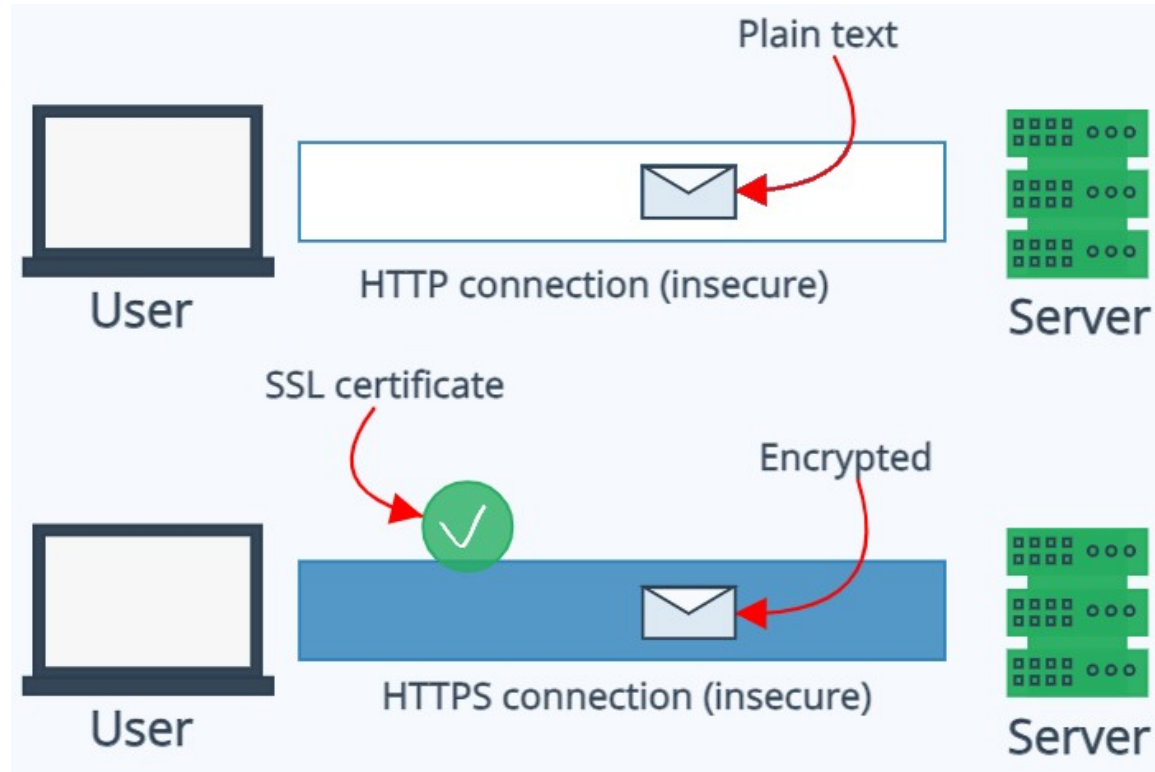 Plain text
HTTP connection (insecure)
User
Server
SSL certificate
Encrypted
HTTPS connection (insecure)
User
Server